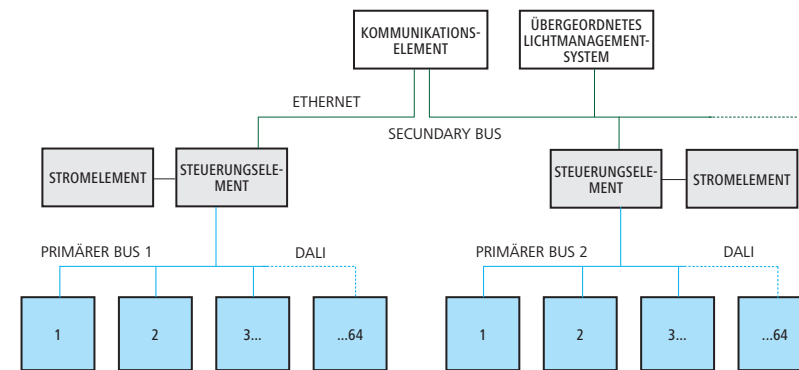 KOMMUNIKATIONS-
ELEMENT
ÜBERGEORDNETES
LICHTMANAGEMENT-
SYSTEM
ETHERNET
SECUNDARY BUS
STROMELEMENT
STEUERUNGSELE-
MENT
STEUERUNGSELE-
MENT
STROMELEMENT
PRIMÄRER BUS 1
DALI
PRIMÄRER BUS 2
DALI
1
2
3...
...64
1
2
3...
...64